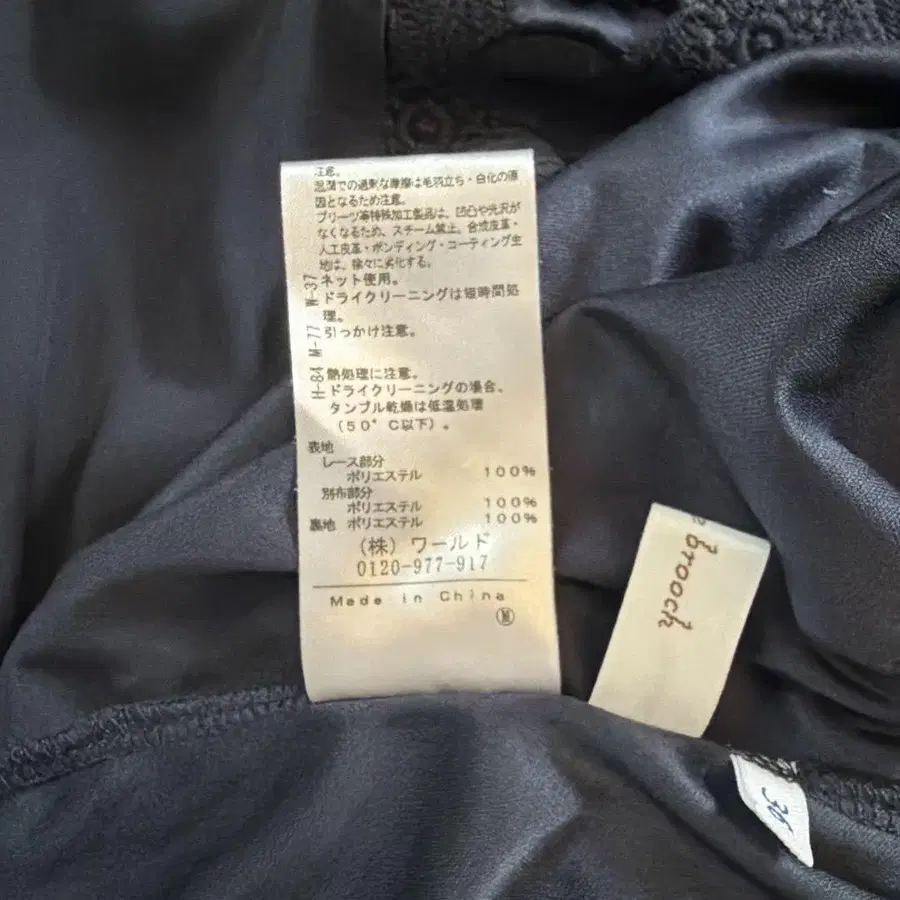 注意。
湿潤での過剰な摩擦は毛羽立ち・白化の原
因となるため注意。
プリーツ等特殊加工製品は、凹凸や光沢が
なくなるため、スチーム禁止。合成皮革・
人工皮革・ボンディング・コーティング生
地は、徐々に劣化する。
ネット使用。
ドライクリーニングは短時間処
理。
引っかけ注意。
熱処理に注意。
ドライクリーニングの場合、
タンブル乾燥は低温処理
(50°C以下)。
H-84 M-77 W-37
表地
レース部分
ポリエステル 100%
別布部分
ポリエステル 100%
裏地 ポリエステル 100%
(株) ワールド
0120-977-917
Made in China
brooch
36